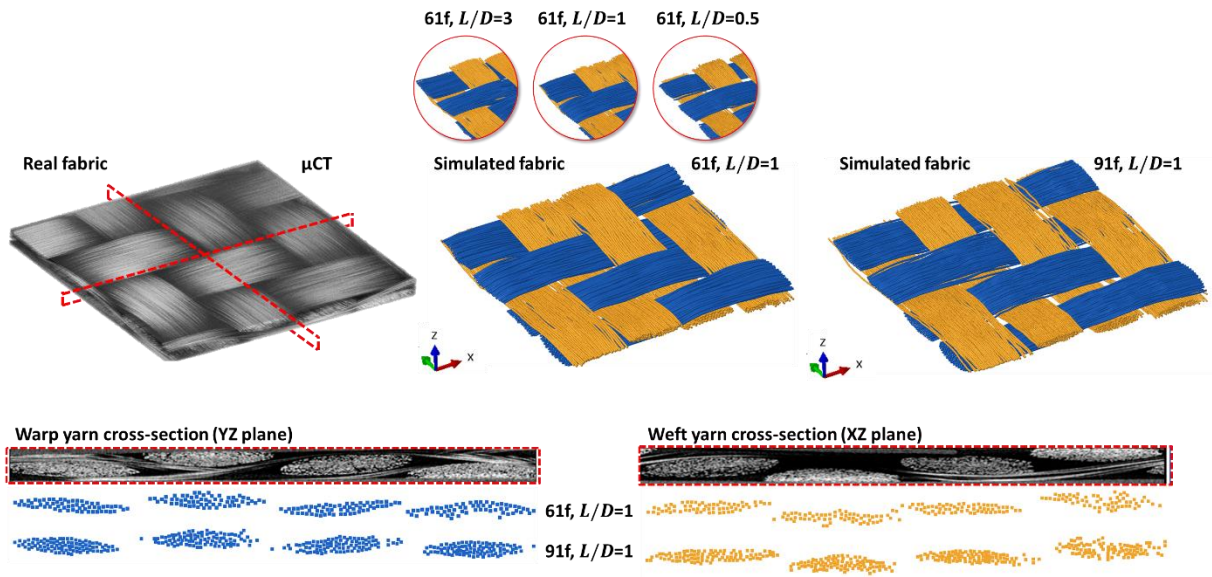 61f, L/D=3 61f, L/D=1 61f, L/D=0.5
Real fabric μCT Simulated fabric 61f, L/D=1 Simulated fabric 91f, L/D=1
z
x
z
x
Warp yarn cross-section (YZ plane) Weft yarn cross-section (XZ plane)
61f, L/D=1
91f, L/D=1